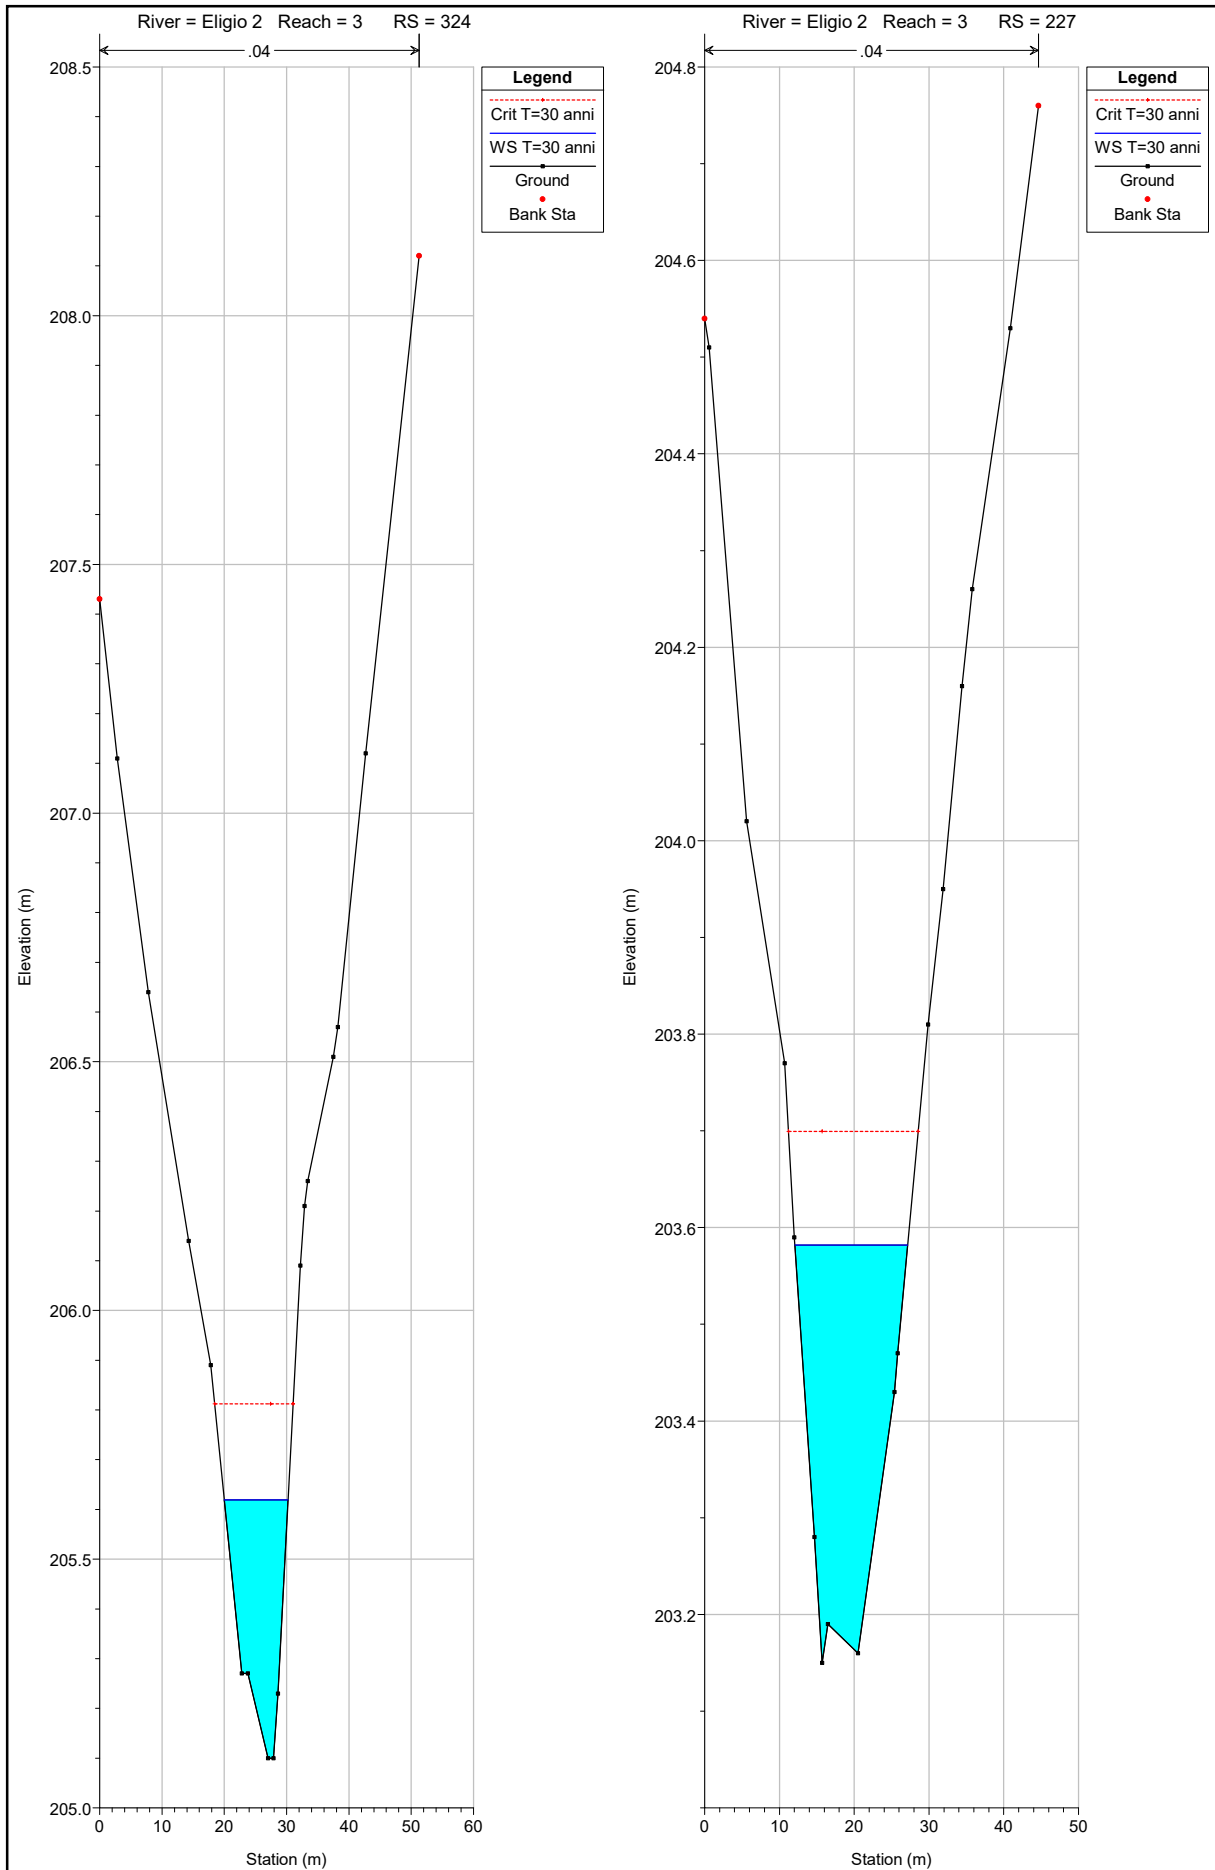 River = Eligio 2 Reach = 3 RS = 324
.04
208.5
208.0
207.5
207.0
206.5
206.0
205.5
205.0
0 10 20 30 40 50 60
Station (m)
Elevation (m)
Legend
Crit T=30 anni
WS T=30 anni
Ground
Bank Sta
River = Eligio 2 Reach = 3 RS = 227
.04
204.8
204.6
204.4
204.2
204.0
203.8
203.6
203.4
203.2
0 10 20 30 40 50
Station (m)
Elevation (m)
Legend
Crit T=30 anni
WS T=30 anni
Ground
Bank Sta